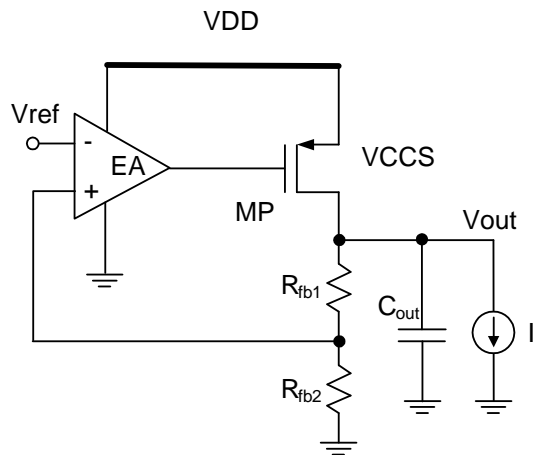 VDD
Vref
-
EA
+
VCCS
MP
Vout
Rfb1
Cout
I
Rfb2